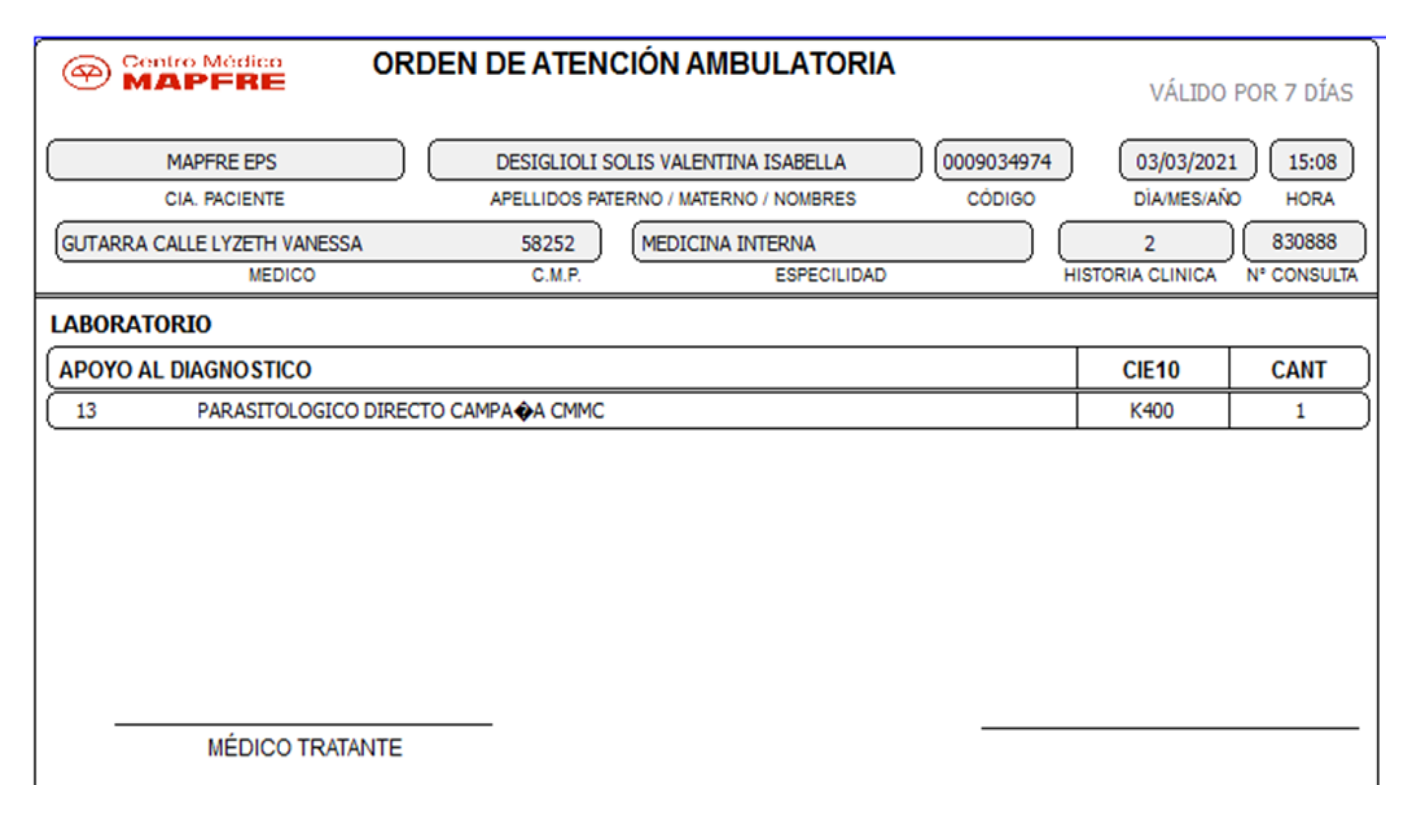 Centro Médico
MAPFRE
ORDEN DE ATENCIÓN AMBULATORIA
VÁLIDO POR 7 DÍAS
MAPFRE EPS DESIGLIOLI SOLIS VALENTINA ISABELLA 0009034974 03/03/2021 15:08
CIA. PACIENTE APELLIDOS PATERNO / MATERNO / NOMBRES CÓDIGO DÌA/MES/AÑO HORA
GUTARRA CALLE LYZETH VANESSA 58252 MEDICINA INTERNA 2 830888
MEDICO C.M.P. ESPECILIDAD HISTORIA CLINICA N° CONSULTA
LABORATORIO
APOYO AL DIAGNOSTICO CIE10 CANT
13 PARASITOLOGICO DIRECTO CAMPA�A CMMC K400 1
MÉDICO TRATANTE